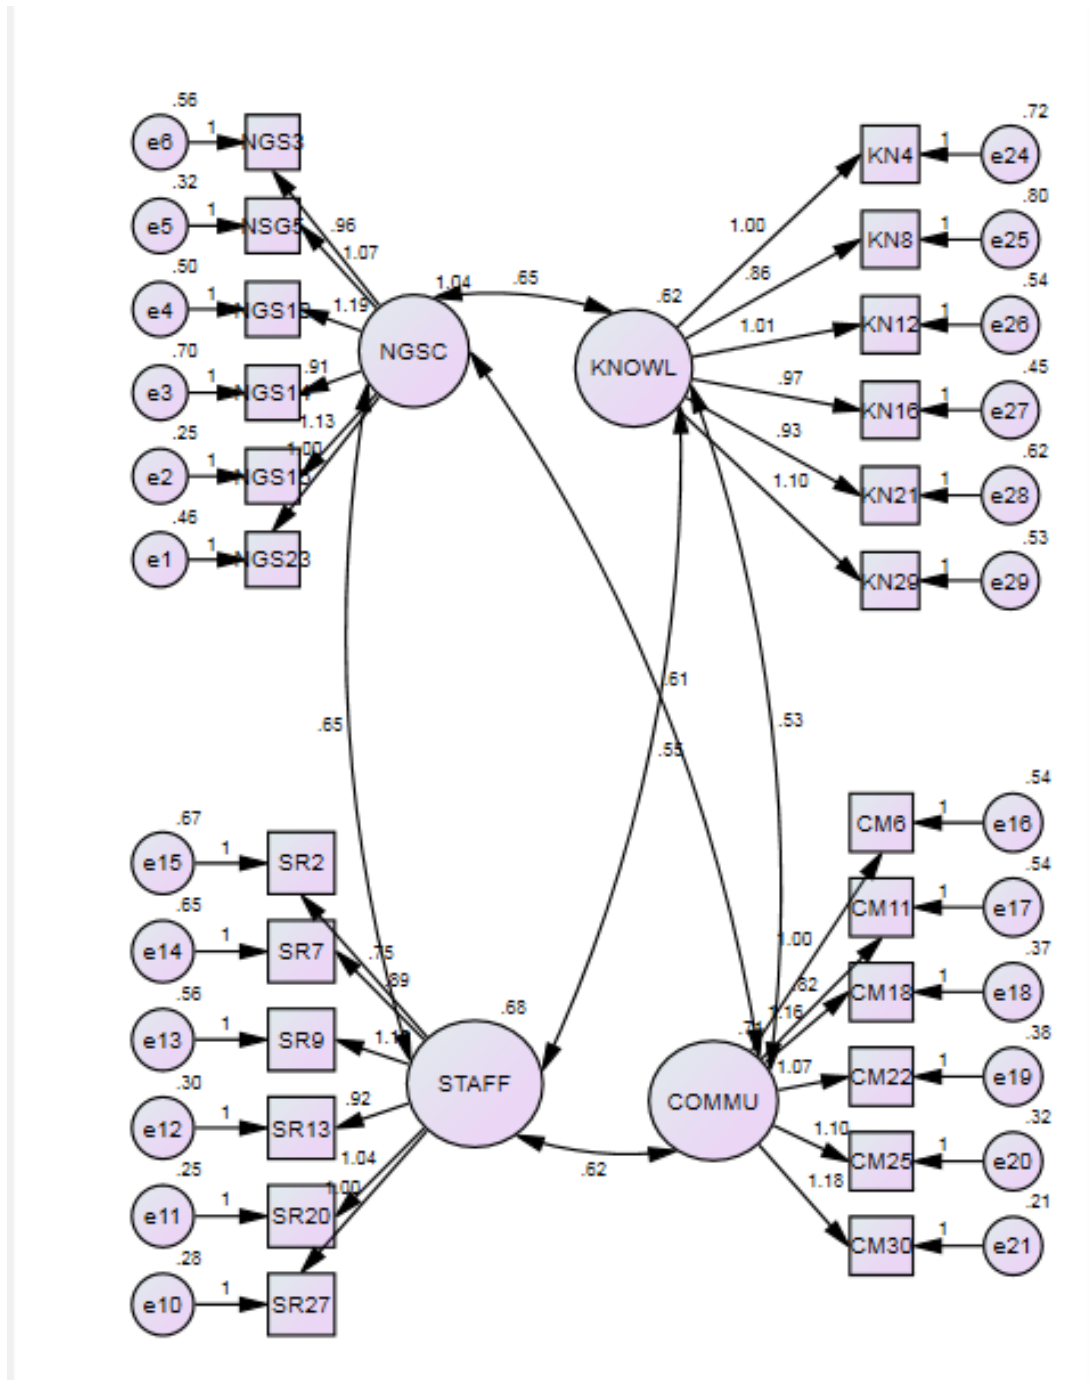 .56
e6 1 NGS3
.32
e5 1 NSG5
.50
e4 1
.70
e3 1
.25
e2 1
.46
e1 1 NGS23
.96
1.07
1.19
.91
1.13
1.00
1.04
NGSC
.65
.62
KNOWL
1.00
.86
1.01
.97
.93
1.10
.72
KN4 1 e24
.80
KN8 1 e25
.54
KN12 1 e26
.45
KN16 1 e27
.62
KN21 1 e28
.53
KN29 1 e29
.65
.61
.55
.53
.67
e15 1 SR2
.65
e14 1 SR7
.56
e13 1 SR9
.30
e12 1 SR13
.25
e11 1 SR20
.28
e10 1 SR27
.75
.92
1.04
1.00
.68
STAFF
.62
COMMU
1.00
.62
1.16
1.07
1.10
1.18
.54
CM6 1 e16
.54
CM11 1 e17
.37
CM18 1 e18
.38
CM22 1 e19
.32
CM25 1 e20
.21
CM30 1 e21